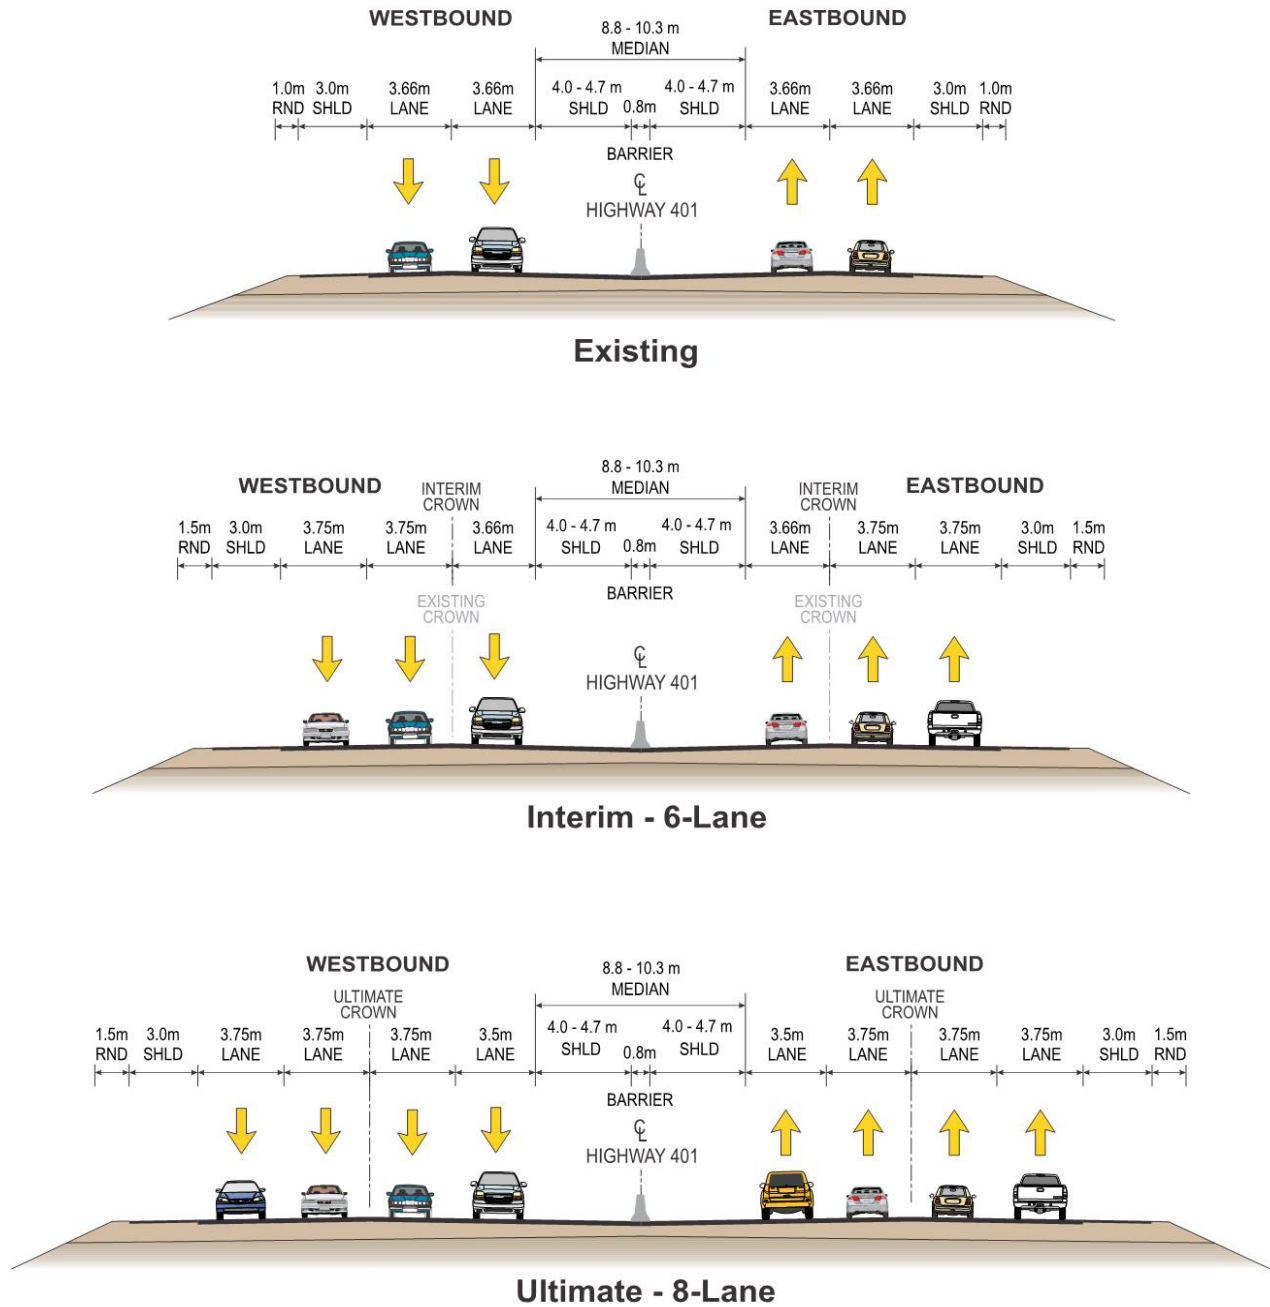 WESTBOUND
EASTBOUND
8.8 - 10.3 m
MEDIAN
1.0m
RND
3.0m
SHLD
3.66m
LANE
3.66m
LANE
4.0 - 4.7 m
SHLD
0.8m
4.0 - 4.7 m
SHLD
3.66m
LANE
3.66m
LANE
3.0m
SHLD
1.0m
RND
BARRIER
℄
HIGHWAY 401
Existing
WESTBOUND
INTERIM
CROWN
8.8 - 10.3 m
MEDIAN
INTERIM
CROWN
EASTBOUND
1.5m
RND
3.0m
SHLD
3.75m
LANE
3.75m
LANE
3.66m
LANE
4.0 - 4.7 m
SHLD
0.8m
4.0 - 4.7 m
SHLD
3.66m
LANE
3.75m
LANE
3.75m
LANE
3.0m
SHLD
1.5m
RND
EXISTING
CROWN
BARRIER
EXISTING
CROWN
℄
HIGHWAY 401
Interim - 6-Lane
WESTBOUND
EASTBOUND
ULTIMATE
CROWN
8.8 - 10.3 m
MEDIAN
ULTIMATE
CROWN
1.5m
RND
3.0m
SHLD
3.75m
LANE
3.75m
LANE
3.75m
LANE
3.5m
LANE
4.0 - 4.7 m
SHLD
0.8m
4.0 - 4.7 m
SHLD
3.5m
LANE
3.75m
LANE
3.75m
LANE
3.75m
LANE
3.0m
SHLD
1.5m
RND
BARRIER
℄
HIGHWAY 401
Ultimate - 8-Lane